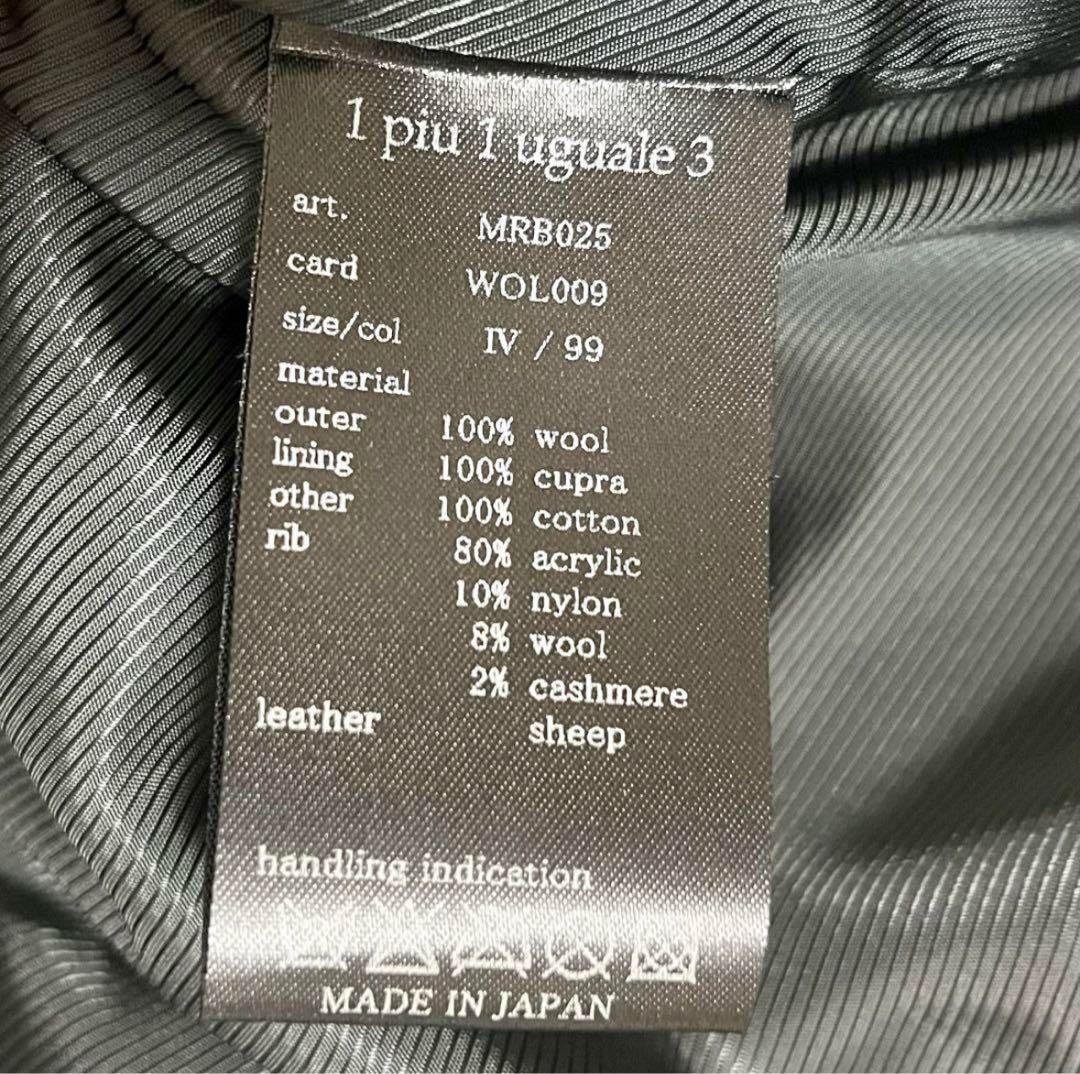 1 piu 1 uguale 3
art. MRB025
card WOL009
size/col IV / 99
material
outer 100% wool
lining 100% cupra
other 100% cotton
rib 80% acrylic
10% nylon
8% wool
2% cashmere
leather sheep
handling indication
MADE IN JAPAN